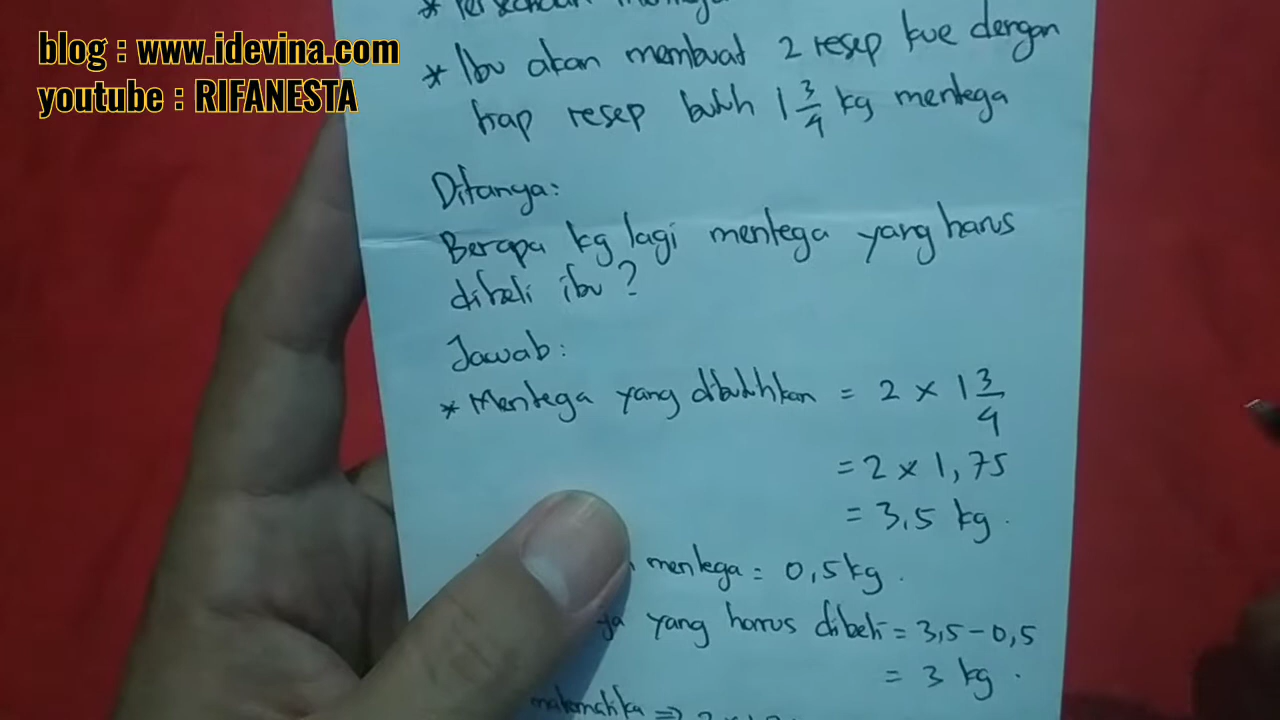 blog : www.idevina.com
youtube : RIFANESTA
* Ibu akan membuat 2 resep kue dengan
tiap resep butuh 1 3/4 kg mentega
Ditanya:
Berapa kg lagi mentega yang harus
dibeli ibu?
Jawab:
* Mentega yang dibutuhkan = 2 × 1 3/4
= 2 × 1,75
= 3,5 kg.
mentega = 0,5 kg.
yang harus dibeli = 3,5 - 0,5
= 3 kg.
matematika =>